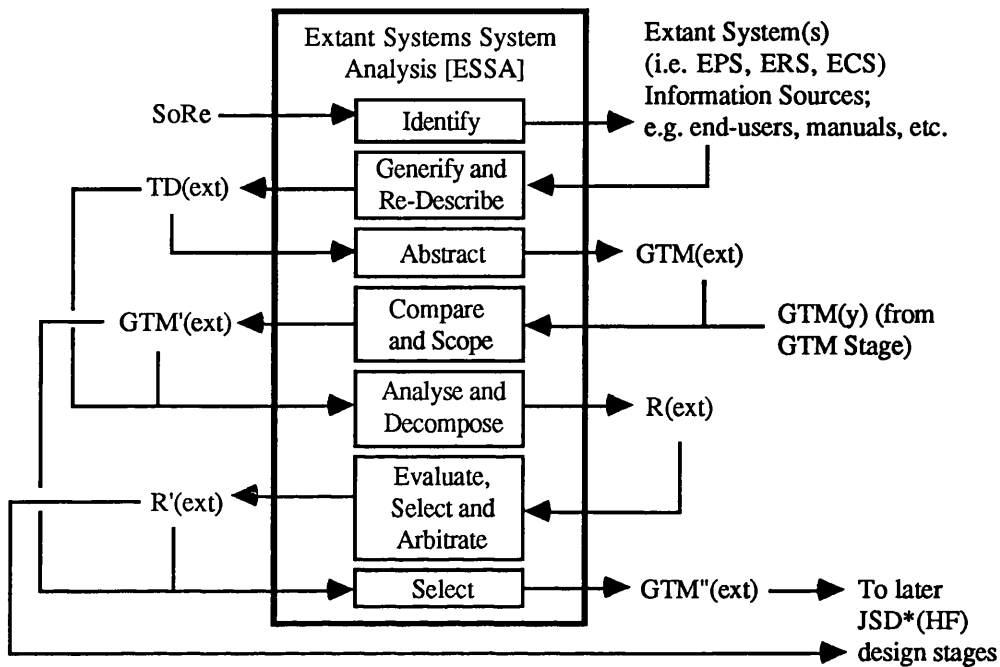 Extant Systems System
Analysis [ESSA]
Extant System(s)
(i.e. EPS, ERS, ECS)
Information Sources;
e.g. end-users, manuals, etc.
SoRe
Identify
Generify and
Re-Describe
TD(ext)
Abstract
GTM(ext)
Compare
and Scope
GTM'(ext)
GTM(y) (from
GTM Stage)
Analyse and
Decompose
R(ext)
Evaluate,
Select and
Arbitrate
R'(ext)
Select
GTM"(ext)
To later
JSD*(HF)
design stages